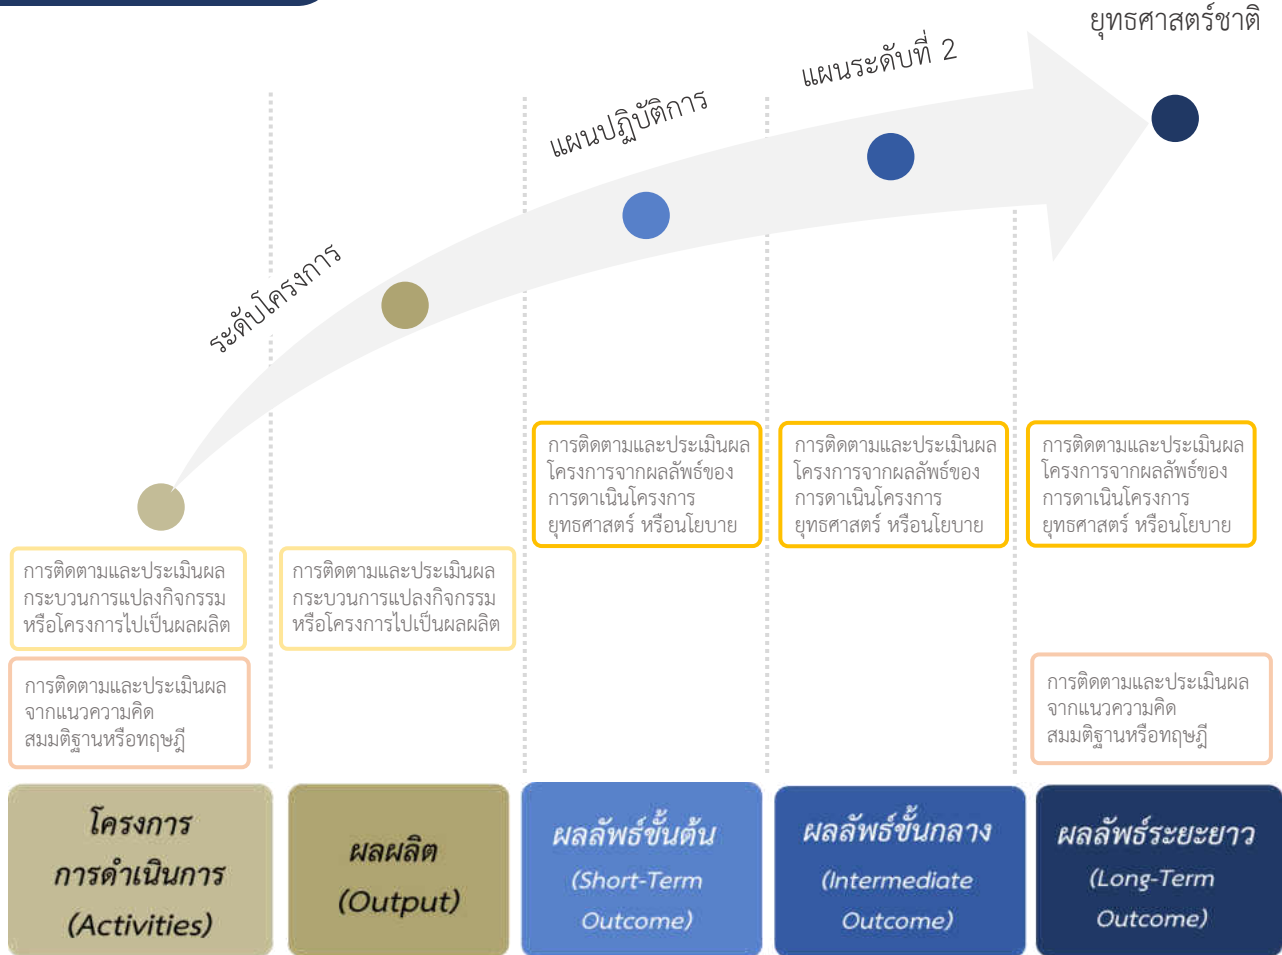 ยุทธศาสตร์ชาติ
แผนระดับที่ 2
แผนปฏิบัติการ
ระดับโครงการ
การติดตามและประเมินผล
โครงการจากผลลัพธ์ของ
การดาเนินโครงการ
ยุทธศาสตร์ หรือนโยบาย
การติดตามและประเมินผล
โครงการจากผลลัพธ์ของ
การดาเนินโครงการ
ยุทธศาสตร์ หรือนโยบาย
การติดตามและประเมินผล
โครงการจากผลลัพธ์ของ
การดาเนินโครงการ
ยุทธศาสตร์ หรือนโยบาย
การติดตามและประเมินผล
กระบวนการแปลงกิจกรรม
หรือโครงการไปเป็นผลผลิต
การติดตามและประเมินผล
กระบวนการแปลงกิจกรรม
หรือโครงการไปเป็นผลผลิต
การติดตามและประเมินผล
จากแนวความคิด
สมมติฐานหรือทฤษฎี
การติดตามและประเมินผล
จากแนวความคิด
สมมติฐานหรือทฤษฎี
โครงการ
การดำเนินการ
(Activities)
ผลผลิต
(Output)
ผลลัพธ์ขั้นต้น
(Short-Term
Outcome)
ผลลัพธ์ขั้นกลาง
(Intermediate
Outcome)
ผลลัพธ์ระยะยาว
(Long-Term
Outcome)